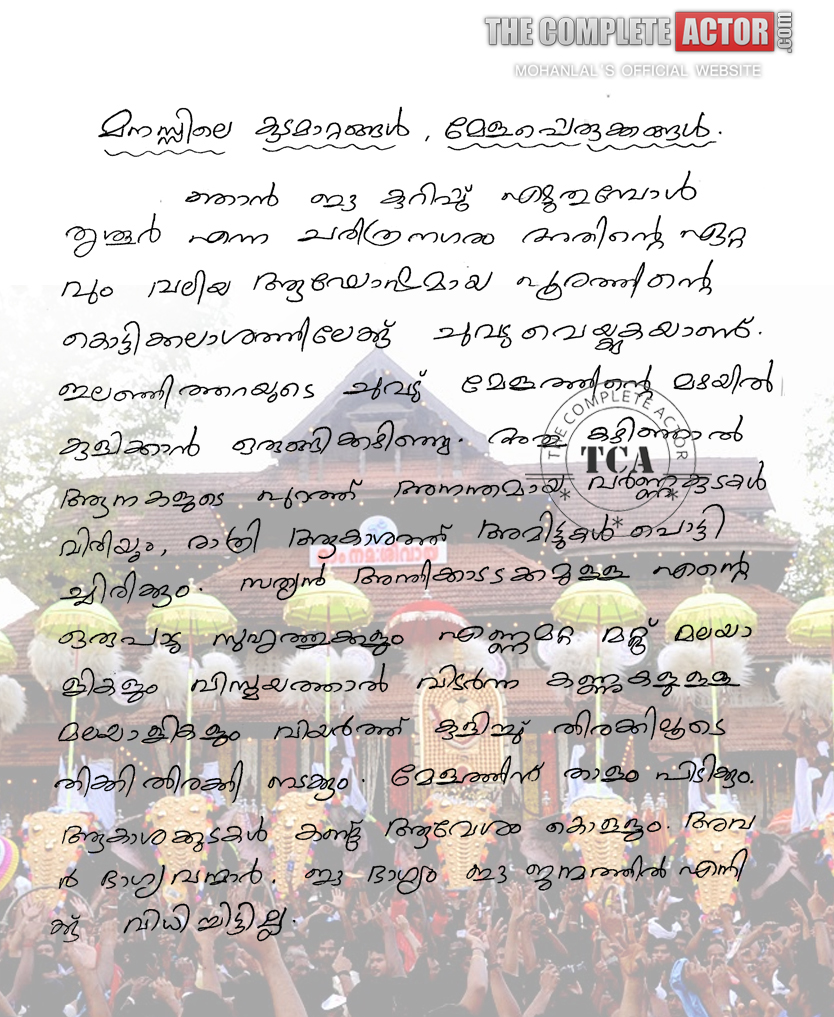 THE COMPLETE ACTOR.com
MOHANLAL'S OFFICIAL WEBSITE
മനസ്സിലെ കുടമാറ്റങ്ങൾ, മേളപ്പെരുക്കങ്ങൾ.
ഞാൻ ഈ കുറിപ്പ് എഴുതുമ്പോൾ
തൃശൂർ എന്ന ചരിത്രനഗരം അതിന്റെ ഏറ്റ
വും വലിയ ആഘോഷമായ പൂരത്തിന്റെ
കൊട്ടിക്കലാശത്തിലേക്ക് ചുവടു വെയ്ക്കുകയാണ്.
ഇലഞ്ഞിത്തറയുടെ ചുവട് മേളത്തിന്റെ മഴയിൽ
കുളിക്കാൻ ഒരുങ്ങിക്കഴിഞ്ഞു. അതു കഴിഞ്ഞാൽ
ആനകളുടെ പുറത്ത് അനന്തമായ വർണ്ണക്കുടകൾ
വിരിയും, രാത്രി ആകാശത്ത് അമിട്ടുകൾ പൊട്ടി
ച്ചിരിക്കും. സത്യൻ അന്തിക്കാടടക്കമുള്ള എന്റെ
ഒരുപാടു സുഹൃത്തുക്കളും എണ്ണമറ്റ മറ്റ് മലയാ
ളികളും വിസ്മയത്താൽ വിടർന്ന കണ്ണുകളുള്ള
മലയാളികളും വിയർത്ത് കുളിച്ച് തിരക്കിലൂടെ
തിക്കിതിരക്കി നടക്കും. മേളത്തിന് താളം പിടിക്കും.
ആകാശക്കുടകൾ കണ്ട് ആവേശം കൊള്ളും. അവ
ർ ഭാഗ്യവന്മാർ. ഈ ഭാഗ്യം ഈ ജന്മത്തിൽ എനി
ക്ക് വിധിച്ചിട്ടില്ല.
THE COMPLETE ACTOR
TCA
ഓം നമഃശിവായ